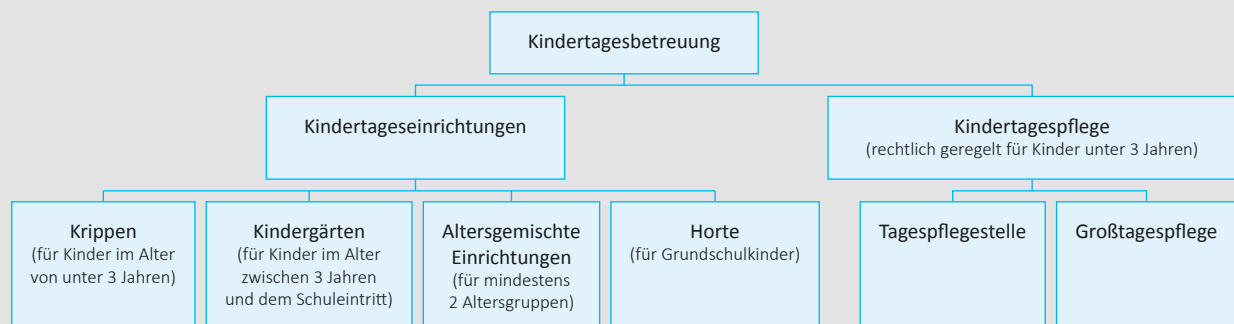 Kindertagesbetreuung
Kindertageseinrichtungen
Kindertagespflege
(rechtlich geregelt für Kinder unter 3 Jahren)
Krippen
(für Kinder im Alter
von unter 3 Jahren)
Kindergärten
(für Kinder im Alter
zwischen 3 Jahren
und dem Schuleintritt)
Altersgemischte
Einrichtungen
(für mindestens
2 Altersgruppen)
Horte
(für Grundschulkinder)
Tagespflegestelle
Großtagespflege